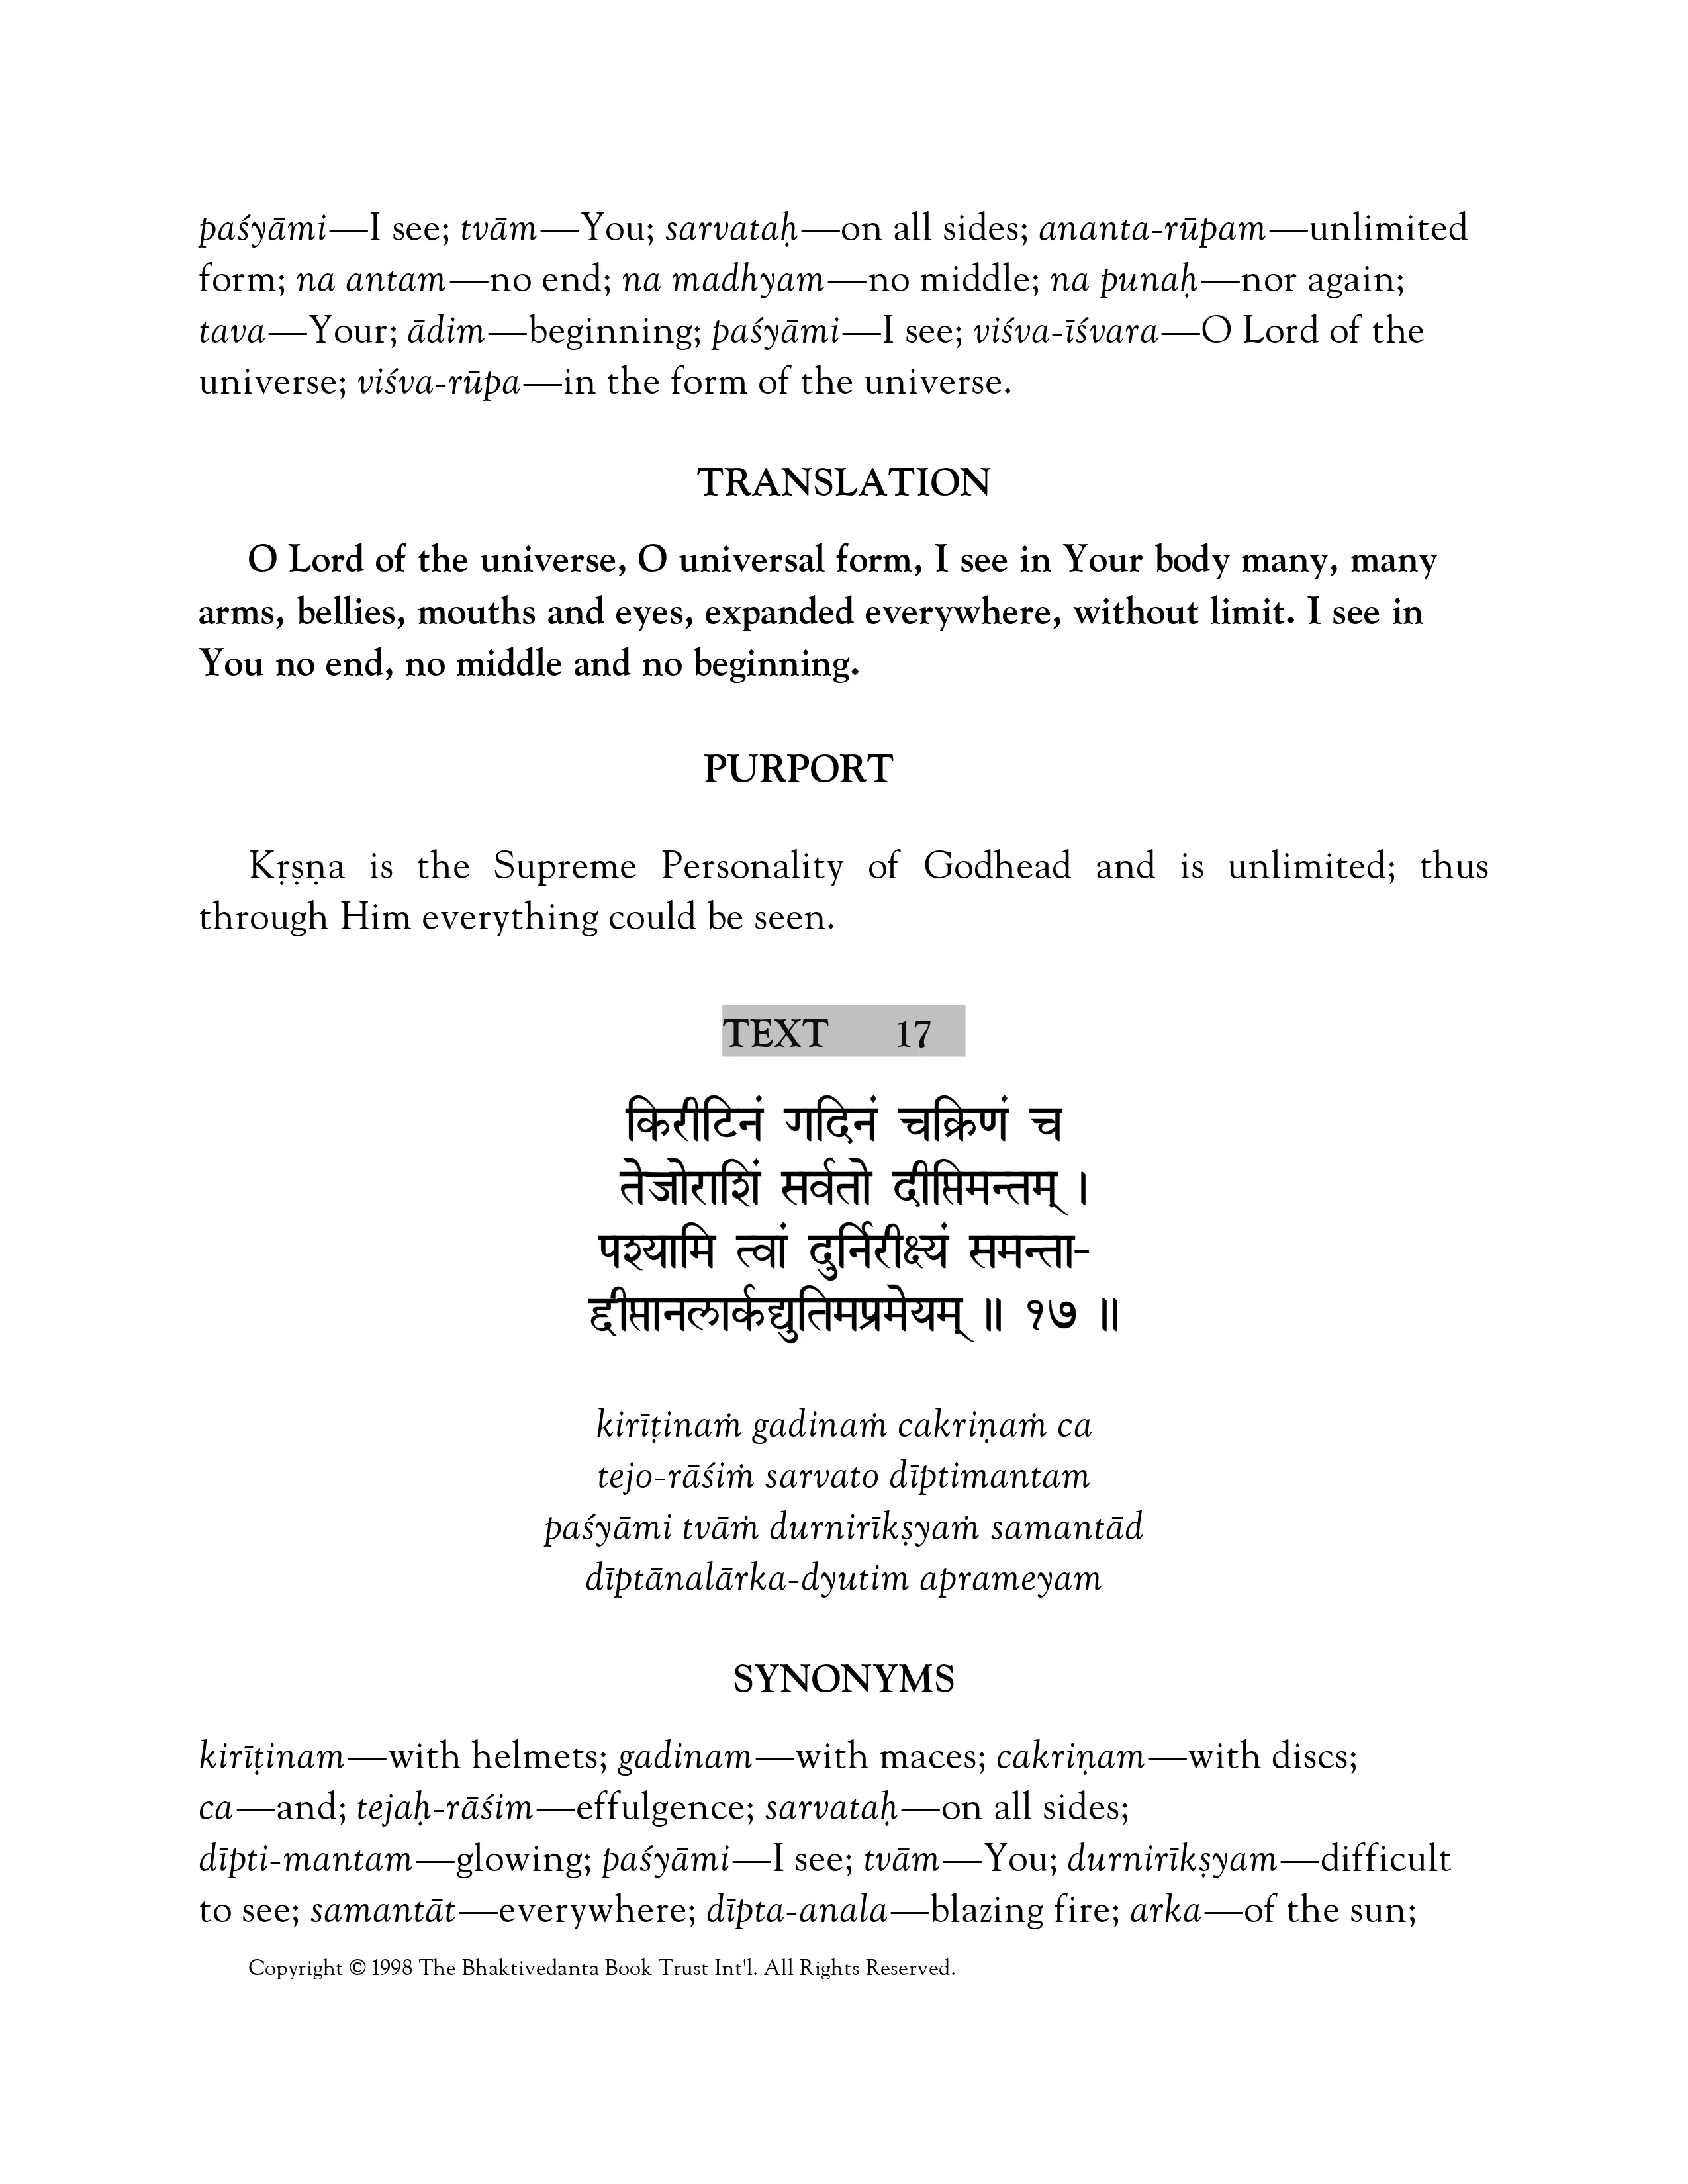 paśyāmi—I see; tvām—You; sarvataḥ—on all sides; ananta-rūpam—unlimited
form; na antam—no end; na madhyam—no middle; na punaḥ—nor again;
tava—Your; ādim—beginning; paśyāmi—I see; viśva-īśvara—O Lord of the
universe; viśva-rūpa—in the form of the universe.
TRANSLATION
O Lord of the universe, O universal form, I see in Your body many, many
arms, bellies, mouths and eyes, expanded everywhere, without limit. I see in
You no end, no middle and no beginning.
PURPORT
Kṛṣṇa is the Supreme Personality of Godhead and is unlimited; thus
through Him everything could be seen.
TEXT 17
किरीटिनं गदिनं चक्रिणं च
तेजोराशिं सर्वतो दीप्तिमन्तम् ।
पश्यामि त्वां दुर्निरीक्ष्यं समन्ता-
द्दीप्तानलार्कद्युतिमप्रमेयम् ॥ १७ ॥
kirīṭinaṁ gadinaṁ cakriṇaṁ ca
tejo-rāśiṁ sarvato dīptimantam
paśyāmi tvāṁ durnirīkṣyaṁ samantād
dīptānalārka-dyutim aprameyam
SYNONYMS
kirīṭinam—with helmets; gadinam—with maces; cakriṇam—with discs;
ca—and; tejaḥ-rāśim—effulgence; sarvataḥ—on all sides;
dīpti-mantam—glowing; paśyāmi—I see; tvām—You; durnirīkṣyam—difficult
to see; samantāt—everywhere; dīpta-anala—blazing fire; arka—of the sun;
Copyright © 1998 The Bhaktivedanta Book Trust Int'l. All Rights Reserved.